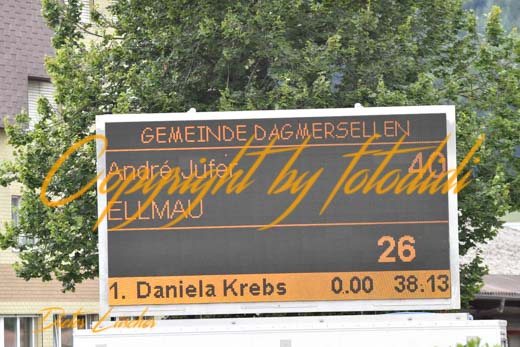 GEMEINDE DAGMERSELLEN
André Jufer 40
ELLMAU
26
1. Daniela Krebs 0.00 38.13
Copyright by fotodidi